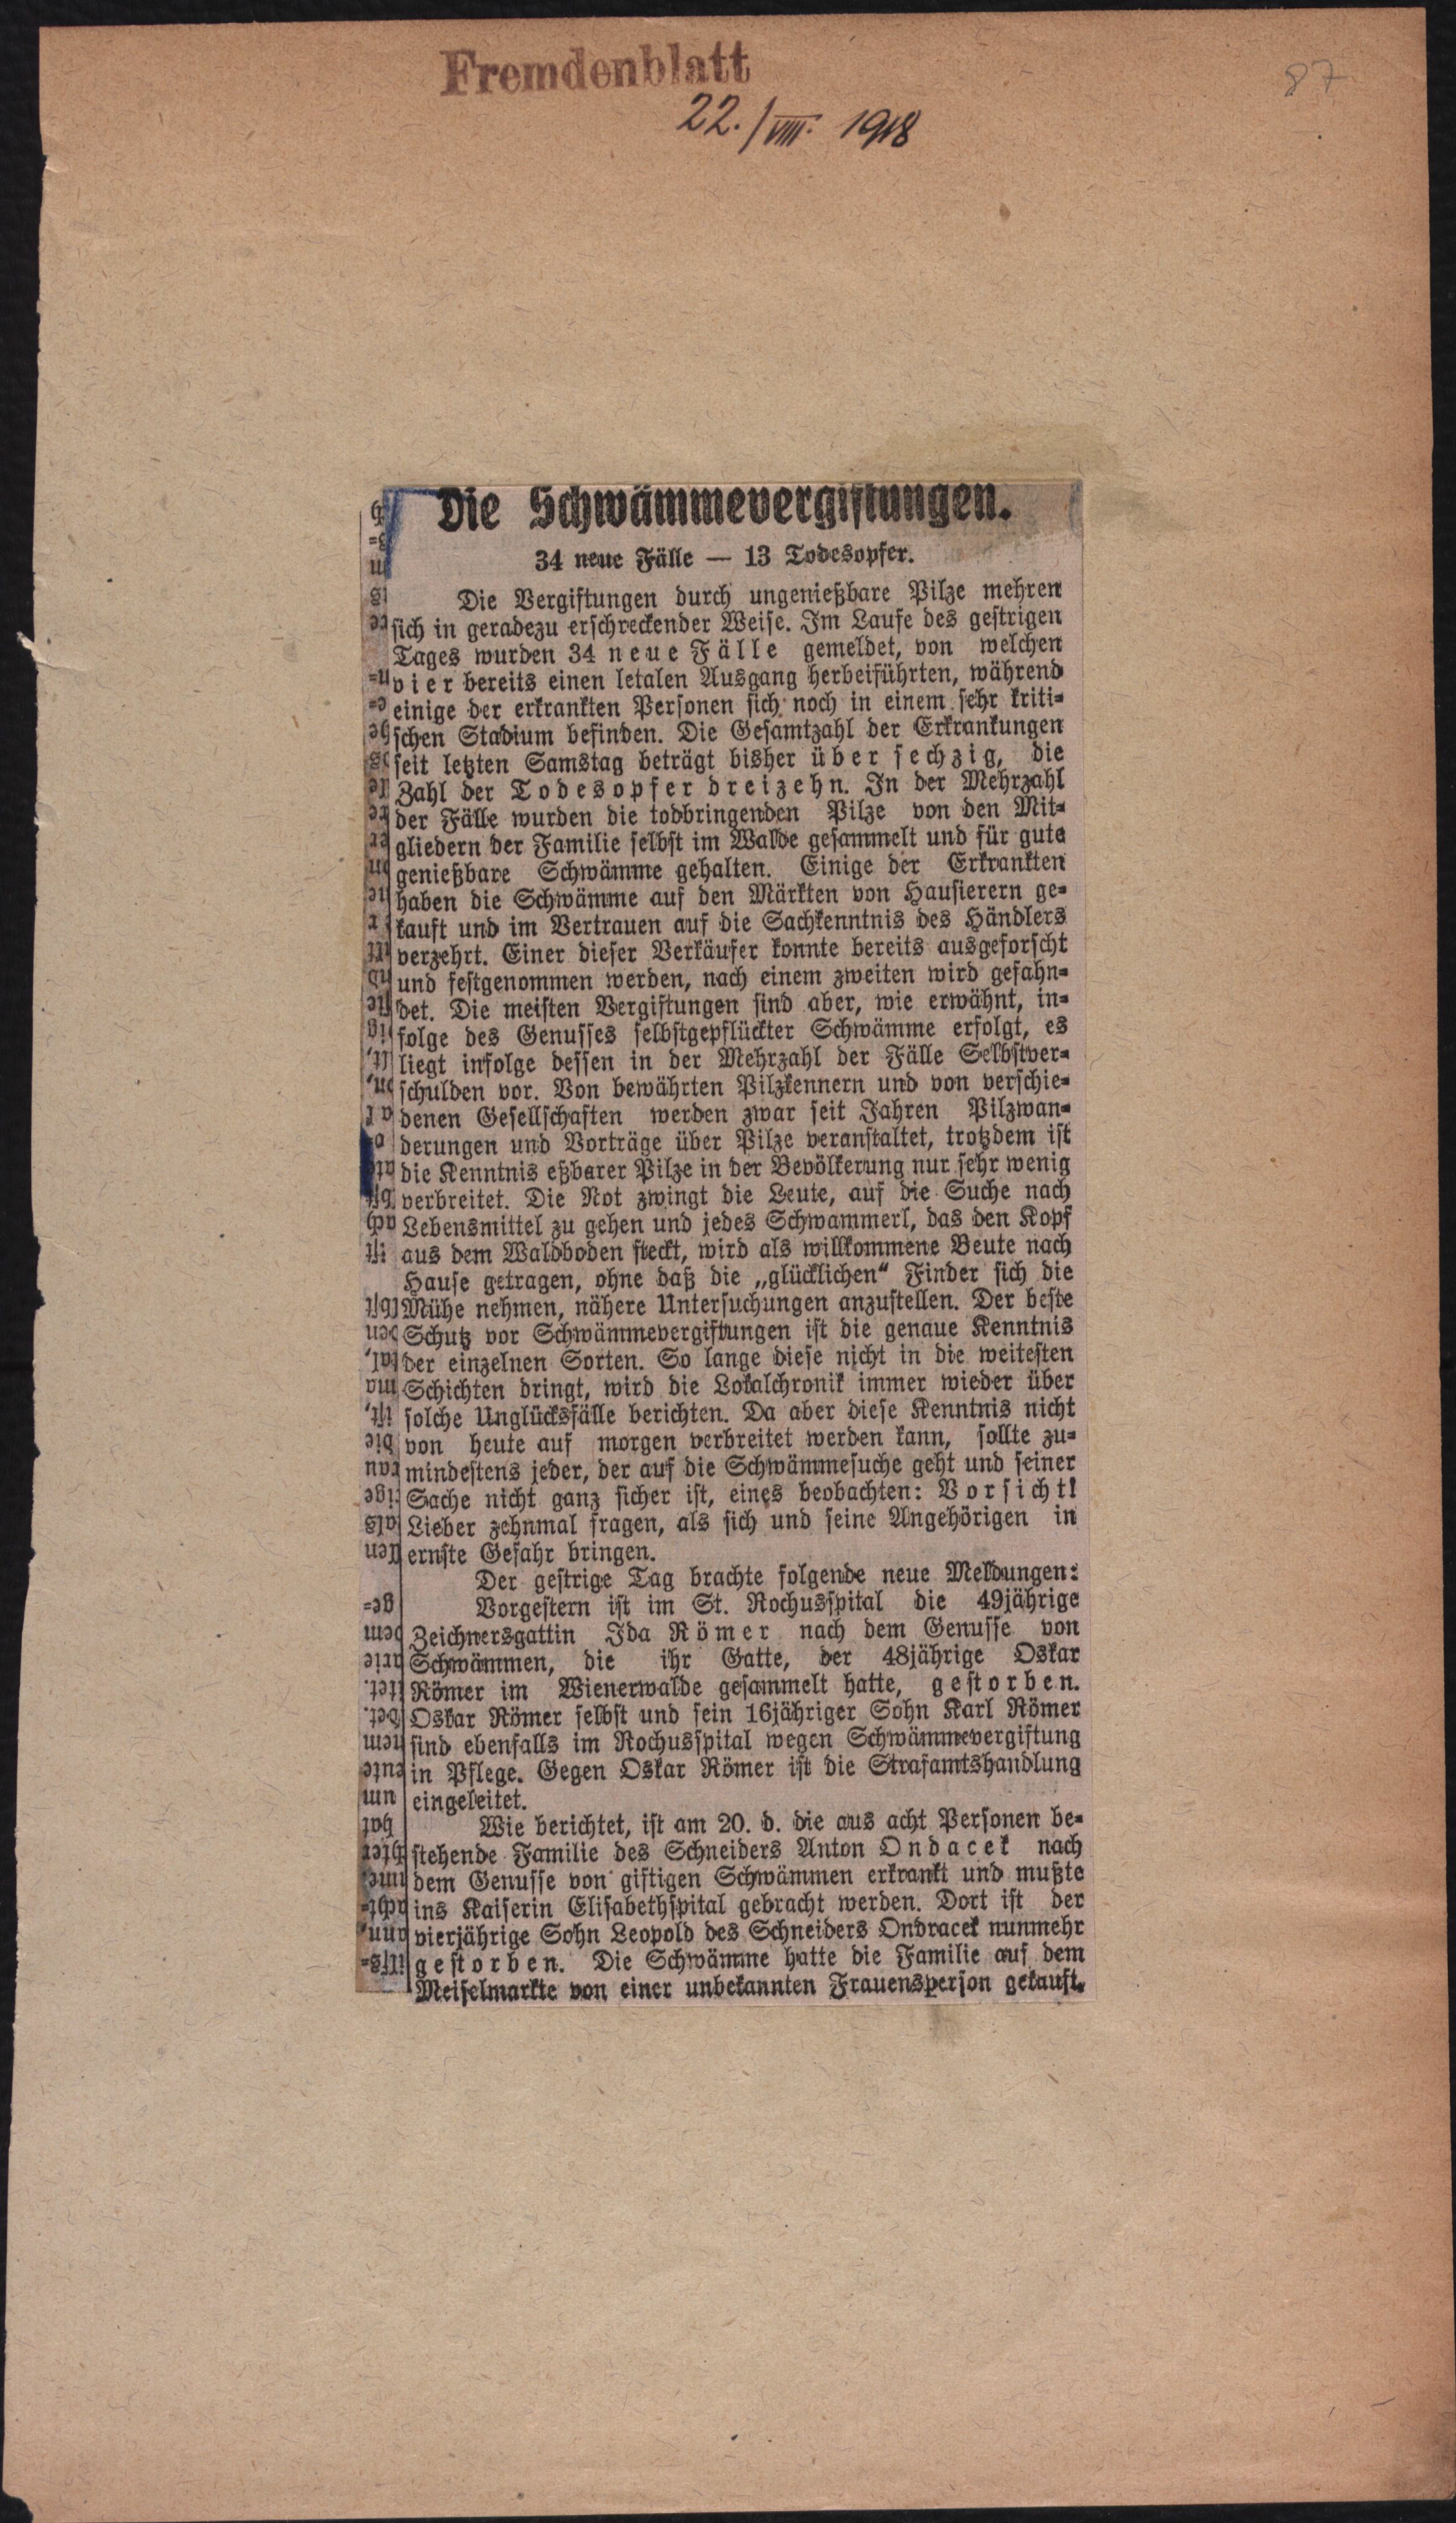 Fremdenblatt
87
22./VIII. 1918
Die Schwämmevergiftungen.
34 neue Fälle — 13 Todesopfer.
Die Vergiftungen durch ungenießbare Pilze mehren
sich in geradezu erschreckender Weise. Im Laufe des gestrigen
Tages wurden 34 neue Fälle gemeldet, von welchen
vier bereits einen letalen Ausgang herbeiführten, während
einige der erkrankten Personen sich noch in einem sehr kriti-
schen Stadium befinden. Die Gesamtzahl der Erkrankungen
seit letzten Samstag beträgt bisher über sechzig, die
Zahl der Todesopfer dreizehn. In der Mehrzahl
der Fälle wurden die todbringenden Pilze von den Mit-
gliedern der Familie selbst im Walde gesammelt und für gute
genießbare Schwämme gehalten. Einige der Erkrankten
haben die Schwämme auf den Märkten von Hausierern ge-
kauft und im Vertrauen auf die Sachkenntnis des Händlers
verzehrt. Einer dieser Verkäufer konnte bereits ausgeforscht
und festgenommen werden, nach einem zweiten wird gefahn-
det. Die meisten Vergiftungen sind aber, wie erwähnt, in-
folge des Genusses selbstgepflückter Schwämme erfolgt, es
liegt infolge dessen in der Mehrzahl der Fälle Selbstver-
schulden vor. Von bewährten Pilzkennern und von verschie-
denen Gesellschaften werden zwar seit Jahren Pilzwan-
derungen und Vorträge über Pilze veranstaltet, trotzdem ist
die Kenntnis eßbarer Pilze in der Bevölkerung nur sehr wenig
verbreitet. Die Not zwingt die Leute, auf die Suche nach
Lebensmittel zu gehen und jedes Schwammerl, das den Kopf
aus dem Waldboden steckt, wird als willkommene Beute nach
Hause getragen, ohne daß die „glücklichen“ Finder sich die
Mühe nehmen, nähere Untersuchungen anzustellen. Der beste
Schutz vor Schwämmevergiftungen ist die genaue Kenntnis
der einzelnen Sorten. So lange diese nicht in die weitesten
Schichten dringt, wird die Lokalchronik immer wieder über
solche Unglücksfälle berichten. Da aber diese Kenntnis nicht
von heute auf morgen verbreitet werden kann, sollte zu-
mindestens jeder, der auf die Schwämmesuche geht und seiner
Sache nicht ganz sicher ist, eines beobachten: Vorsicht!
Lieber zehnmal fragen, als sich und seine Angehörigen in
ernste Gefahr bringen.
Der gestrige Tag brachte folgende neue Meldungen:
Vorgestern ist im St. Rochusspital die 49jährige
Zeichnersgattin Ida Römer nach dem Genusse von
Schwämmen, die ihr Gatte, der 48jährige Oskar
Römer im Wienerwalde gesammelt hatte, gestorben.
Oskar Römer selbst und sein 16jähriger Sohn Karl Römer
sind ebenfalls im Rochusspital wegen Schwämmevergiftung
in Pflege. Gegen Oskar Römer ist die Strafamtshandlung
eingeleitet.
Wie berichtet, ist am 20. d. die aus acht Personen be-
stehende Familie des Schneiders Anton Ondacek nach
dem Genusse von giftigen Schwämmen erkrankt und mußte
ins Kaiserin Elisabethspital gebracht werden. Dort ist der
vierjährige Sohn Leopold des Schneiders Ondracek nunmehr
gestorben. Die Schwämme hatte die Familie auf dem
Meiselmarkte von einer unbekannten Frauensperson gekauft.